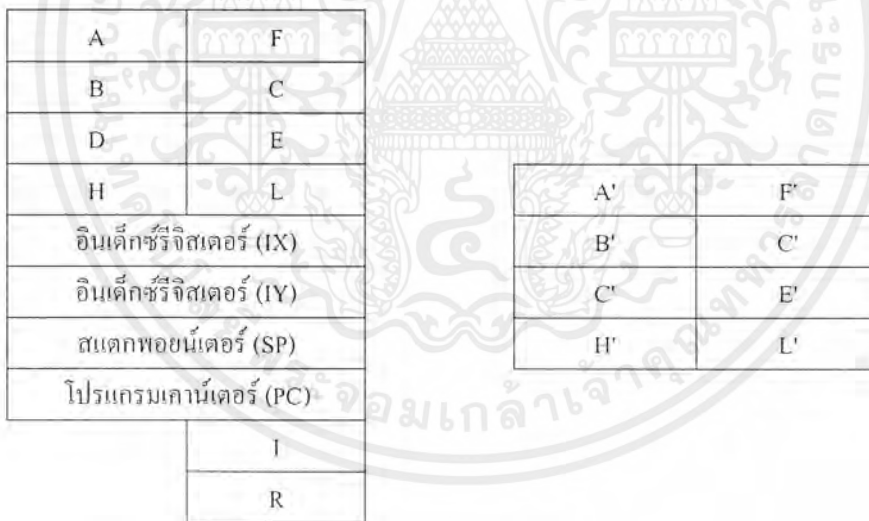 A F
B C
D E
H L
อินเด็กซ์รีจิสเตอร์ (IX)
อินเด็กซ์รีจิสเตอร์ (IY)
สแตกพอยน์เตอร์ (SP)
โปรแกรมเคาน์เตอร์ (PC)
I
R
A' F'
B' C'
C' E'
H' L'